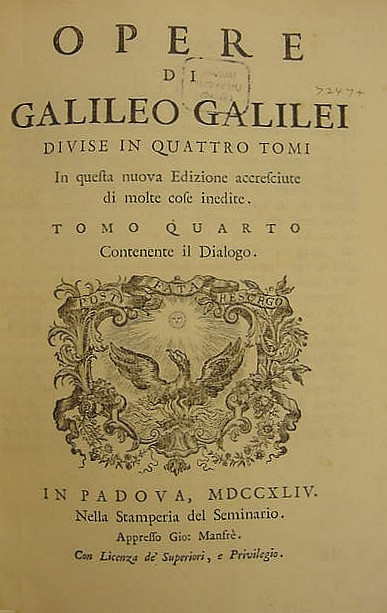 OPERE
DI
GALILEO GALILEI
DIVISE IN QUATTRO TOMI
In queſta nuova Edizione accreſciute
di molte coſe inedite.
TOMO QUARTO
Contenente il Dialogo.
POST FATA RESURGO
IN PADOVA, MDCCXLIV.
Nella Stamperia del Seminario.
Appreſſo Gio: Manfrè.
Con Licenza de' Superiori, e Privilegio.